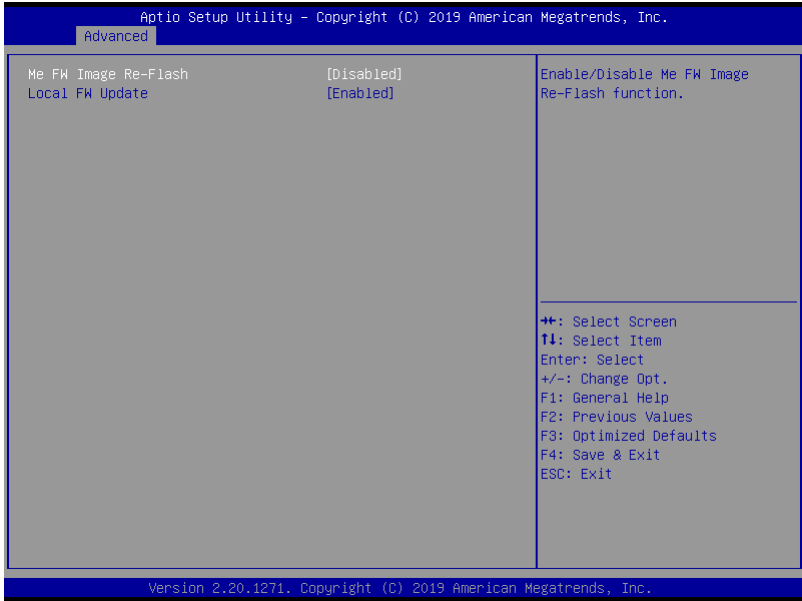 Aptio Setup Utility – Copyright (C) 2019 American Megatrends, Inc.
Advanced
Me FW Image Re-Flash [Disabled]
Local FW Update [Enabled]
Enable/Disable Me FW Image
Re-Flash function.
→←: Select Screen
↑↓: Select Item
Enter: Select
+/-: Change Opt.
F1: General Help
F2: Previous Values
F3: Optimized Defaults
F4: Save & Exit
ESC: Exit
Version 2.20.1271. Copyright (C) 2019 American Megatrends, Inc.